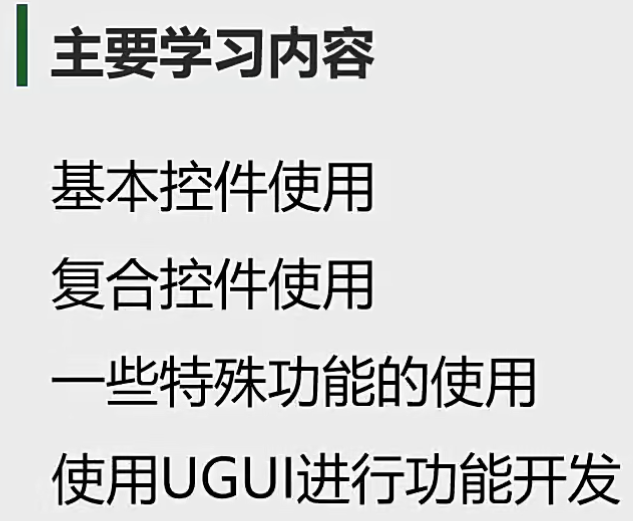 主要学习内容
基本控件使用
复合控件使用
一些特殊功能的使用
使用UGUI进行功能开发